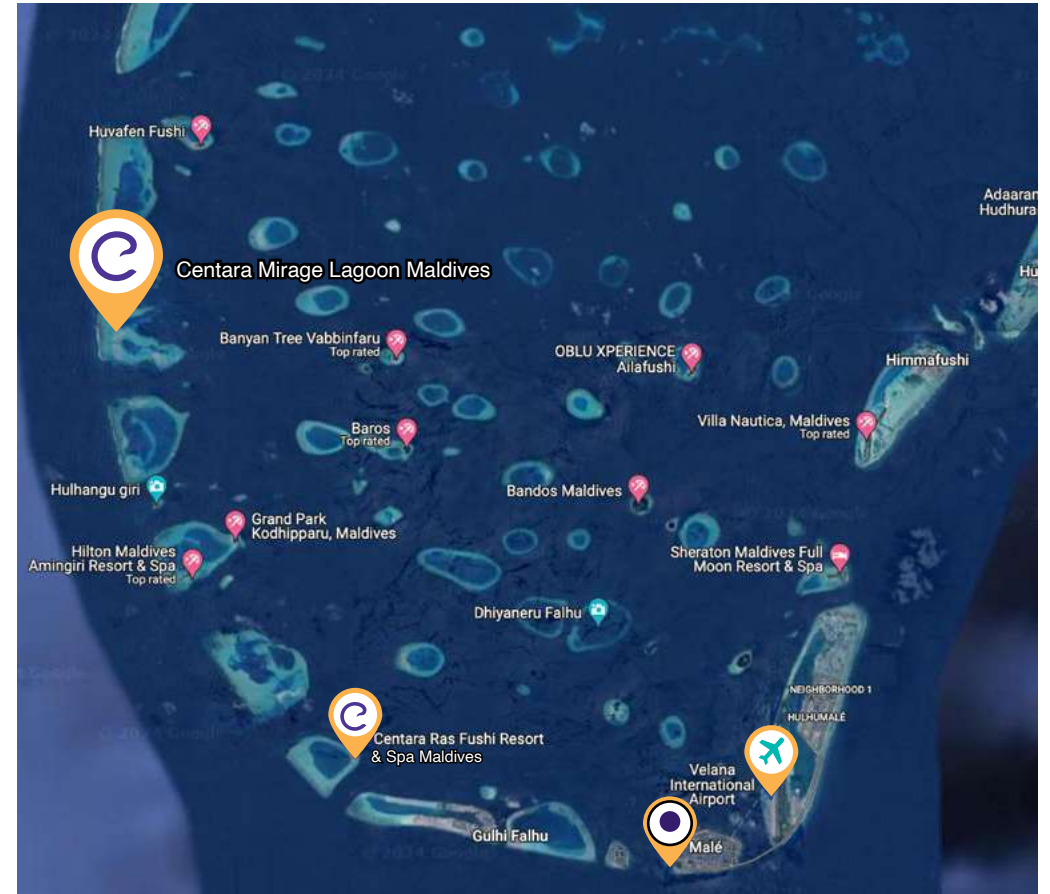 Huvafen Fushi
Adaaran
Hudhura
Hu
Centara Mirage Lagoon Maldives
Banyan Tree Vabbinfaru
Top rated
OBLU XPERIENCE
Ailafushi
Himmafushi
Villa Nautica, Maldives
Top rated
Baros
Top rated
Hulhangu giri
Bandos Maldives
Grand Park
Kodhipparu, Maldives
Hilton Maldives
Amingiri Resort & Spa
Top rated
Sheraton Maldives Full
Moon Resort & Spa
Dhiyaneru Falhu
NEIGHBORHOOD 1
HULHUMALÉ
Centara Ras Fushi Resort
& Spa Maldives
Velana
International
Airport
Gulhi Falhu
Malé